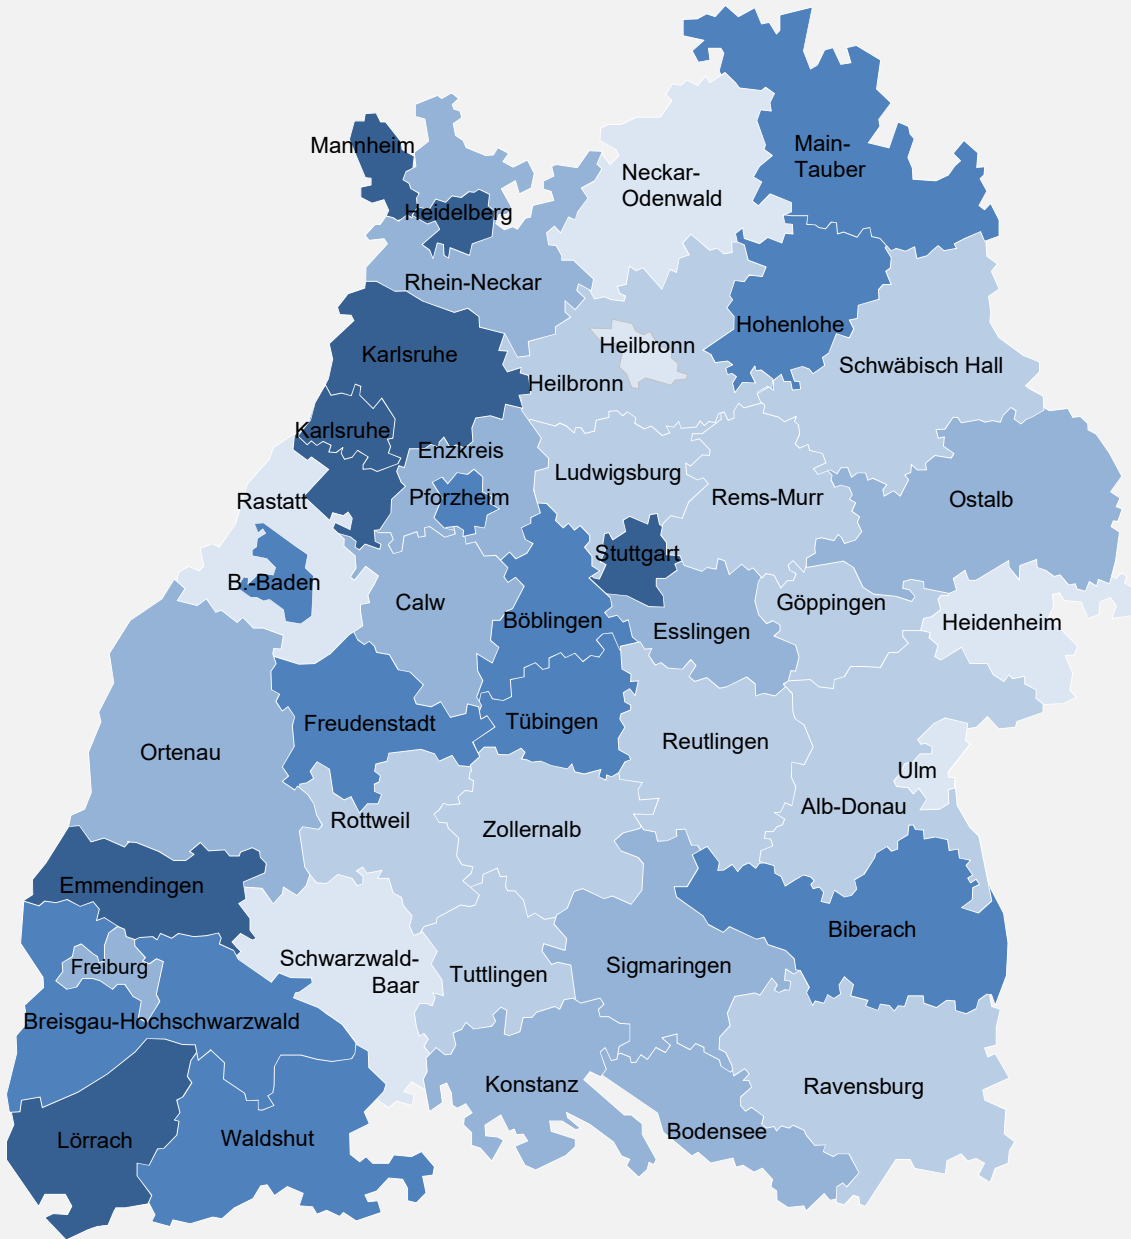 Main-
Tauber
Mannheim
Neckar-
Odenwald
Heidelberg
Rhein-Neckar
Hohenlohe
Heilbronn
Karlsruhe
Schwäbisch Hall
Heilbronn
Karlsruhe
Enzkreis
Ludwigsburg
Pforzheim
Rems-Murr
Ostalb
Rastatt
Stuttgart
B.-Baden
Calw
Göppingen
Böblingen
Esslingen
Heidenheim
Freudenstadt
Tübingen
Reutlingen
Ortenau
Ulm
Alb-Donau
Rottweil
Zollernalb
Emmendingen
Biberach
Schwarzwald-
Baar
Freiburg
Tuttlingen
Sigmaringen
Breisgau-Hochschwarzwald
Konstanz
Ravensburg
Bodensee
Lörrach
Waldshut